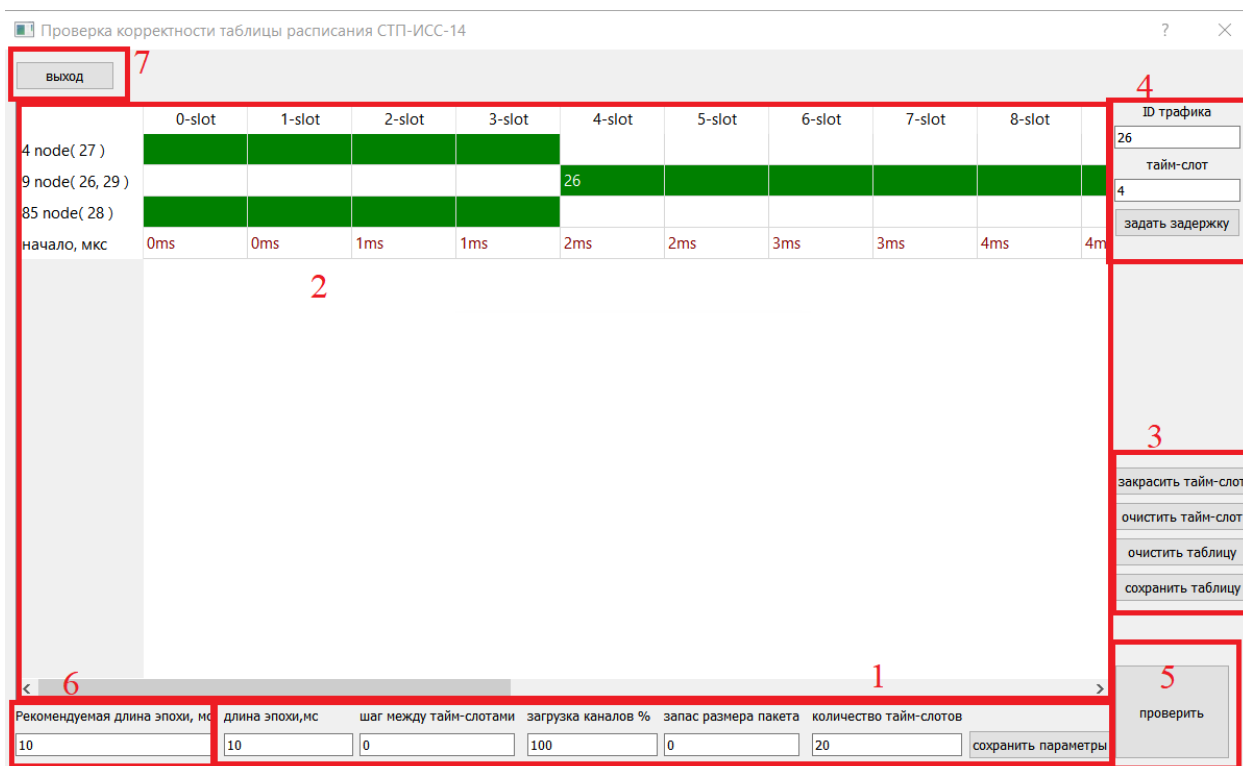 Проверка корректности таблицы расписания СТП-ИСС-14
?
выход
7
4
0-slot 1-slot 2-slot 3-slot 4-slot 5-slot 6-slot 7-slot 8-slot
ID трафика
26
4 node( 27 )
тайм-слот
9 node( 26, 29 ) 26
4
85 node( 28 )
задать задержку
начало, мкс 0ms 0ms 1ms 1ms 2ms 2ms 3ms 3ms 4ms 4m
2
3
закрасить тайм-слот
очистить тайм-слот
очистить таблицу
сохранить таблицу
6
1
5
проверить
Рекомендуемая длина эпохи, мс длина эпохи,мс шаг между тайм-слотами загрузка каналов % запас размера пакета количество тайм-слотов
10 10 0 100 0 20 сохранить параметры